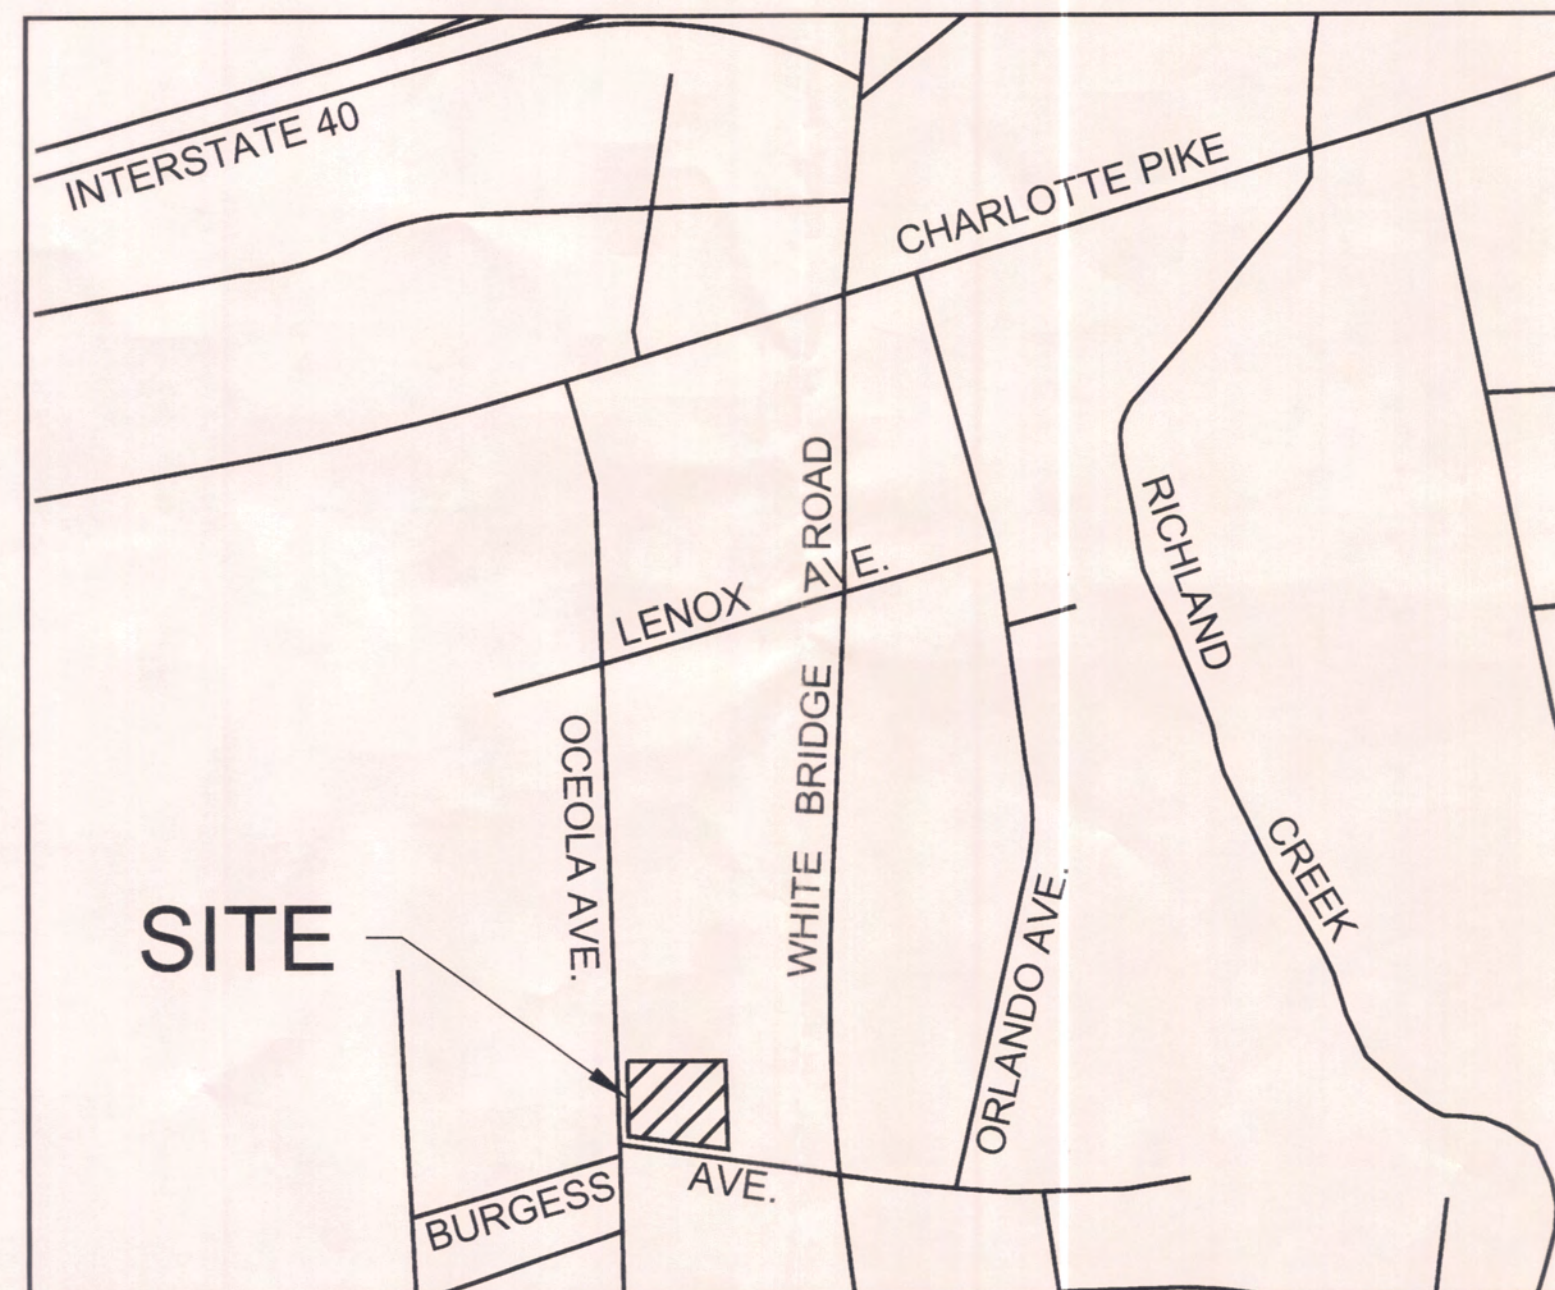 INTERSTATE 40
CHARLOTTE PIKE
WHITE BRIDGE ROAD
LENOX AVE.
RICHLAND CREEK
OCEOLA AVE.
ORLANDO AVE.
SITE
BURGESS AVE.